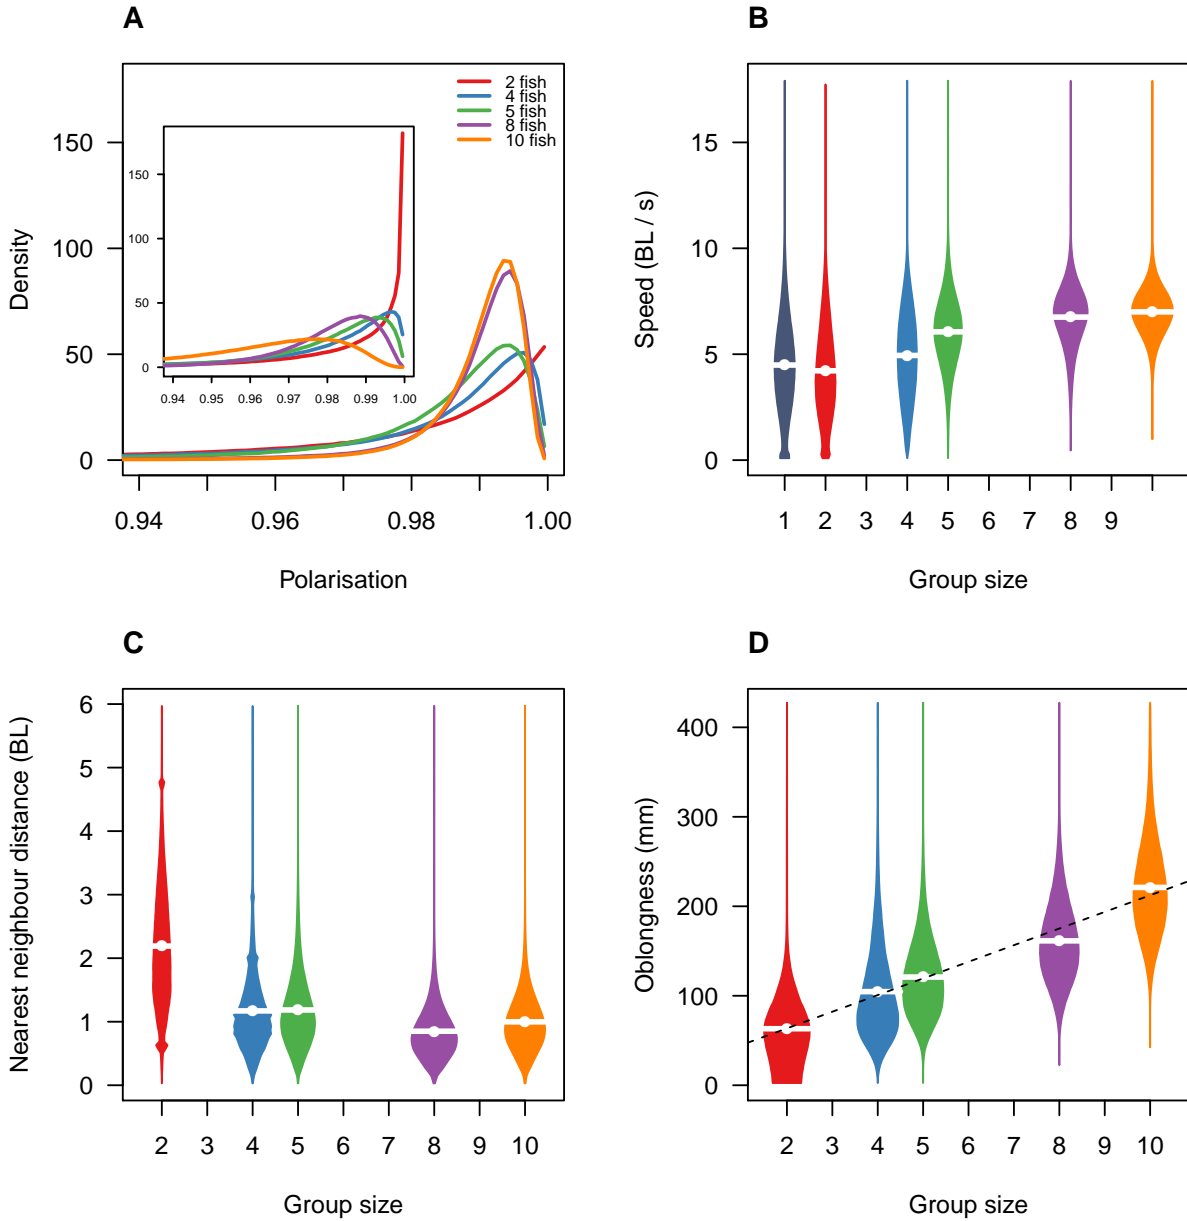 A
2 fish
4 fish
5 fish
8 fish
10 fish
Density
0
50
100
150
0
50
100
150
0.94 0.95 0.96 0.97 0.98 0.99 1.00
0.94 0.96 0.98 1.00
Polarisation
B
Speed (BL / s)
0
5
10
15
1 2 3 4 5 6 7 8 9
Group size
C
Nearest neighbour distance (BL)
0
1
2
3
4
5
6
2 3 4 5 6 7 8 9 10
Group size
D
Oblongness (mm)
0
100
200
300
400
2 3 4 5 6 7 8 9 10
Group size